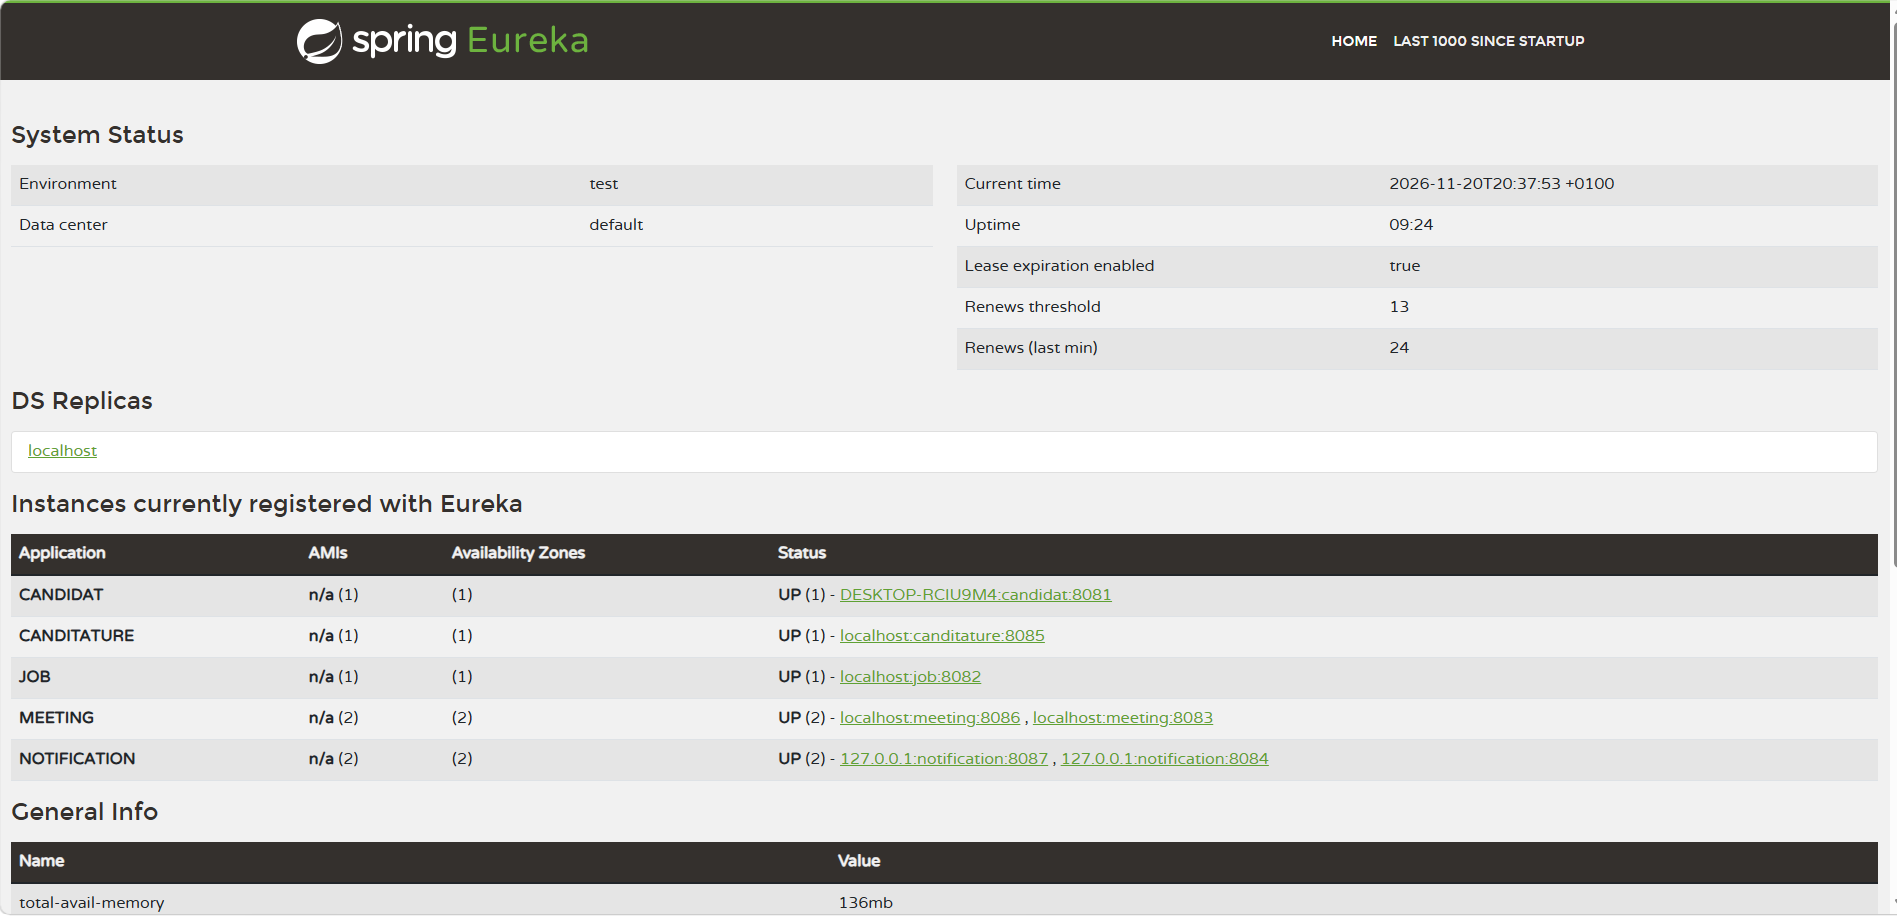 spring Eureka
HOME LAST 1000 SINCE STARTUP
System Status
Environment test
Data center default
Current time 2026-11-20T20:37:53 +0100
Uptime 09:24
Lease expiration enabled true
Renews threshold 13
Renews (last min) 24
DS Replicas
localhost
Instances currently registered with Eureka
Application AMIs Availability Zones Status
CANDIDAT n/a (1) (1) UP (1) - DESKTOP-RCIU9M4:candidat:8081
CANDITATURE n/a (1) (1) UP (1) - localhost:canditature:8085
JOB n/a (1) (1) UP (1) - localhost:job:8082
MEETING n/a (2) (2) UP (2) - localhost:meeting:8086 , localhost:meeting:8083
NOTIFICATION n/a (2) (2) UP (2) - 127.0.0.1:notification:8087 , 127.0.0.1:notification:8084
General Info
Name Value
total-avail-memory 136mb